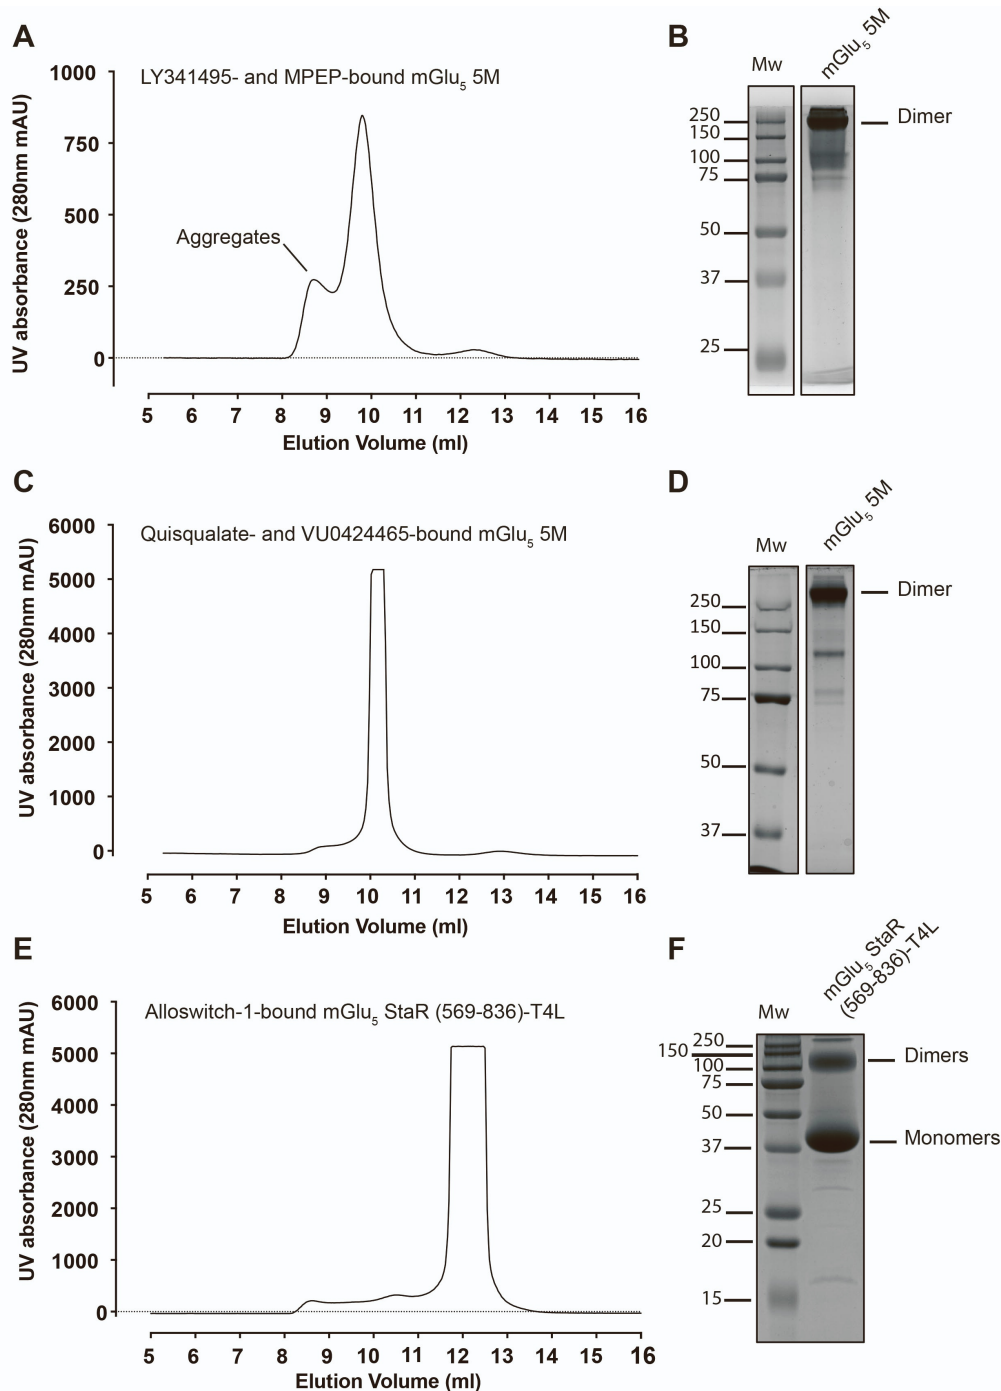 A
LY341495- and MPEP-bound mGlu5 5M
UV absorbance (280nm mAU)
1000
750
500
250
0
Aggregates
5 6 7 8 9 10 11 12 13 14 15 16
Elution Volume (ml)
B
Mw
mGlu5 5M
250
150
100
75
50
37
25
Dimer
C
Quisqualate- and VU0424465-bound mGlu5 5M
UV absorbance (280nm mAU)
6000
5000
4000
3000
2000
1000
0
5 6 7 8 9 10 11 12 13 14 15 16
Elution Volume (ml)
D
Mw
mGlu5 5M
250
150
100
75
50
37
Dimer
E
Alloswitch-1-bound mGlu5 StaR (569-836)-T4L
UV absorbance (280nm mAU)
6000
5000
4000
3000
2000
1000
0
5 6 7 8 9 10 11 12 13 14 15 16
Elution Volume (ml)
F
Mw
mGlu5 StaR
(569-836)-T4L
250
150
100
75
50
37
25
20
15
Dimers
Monomers